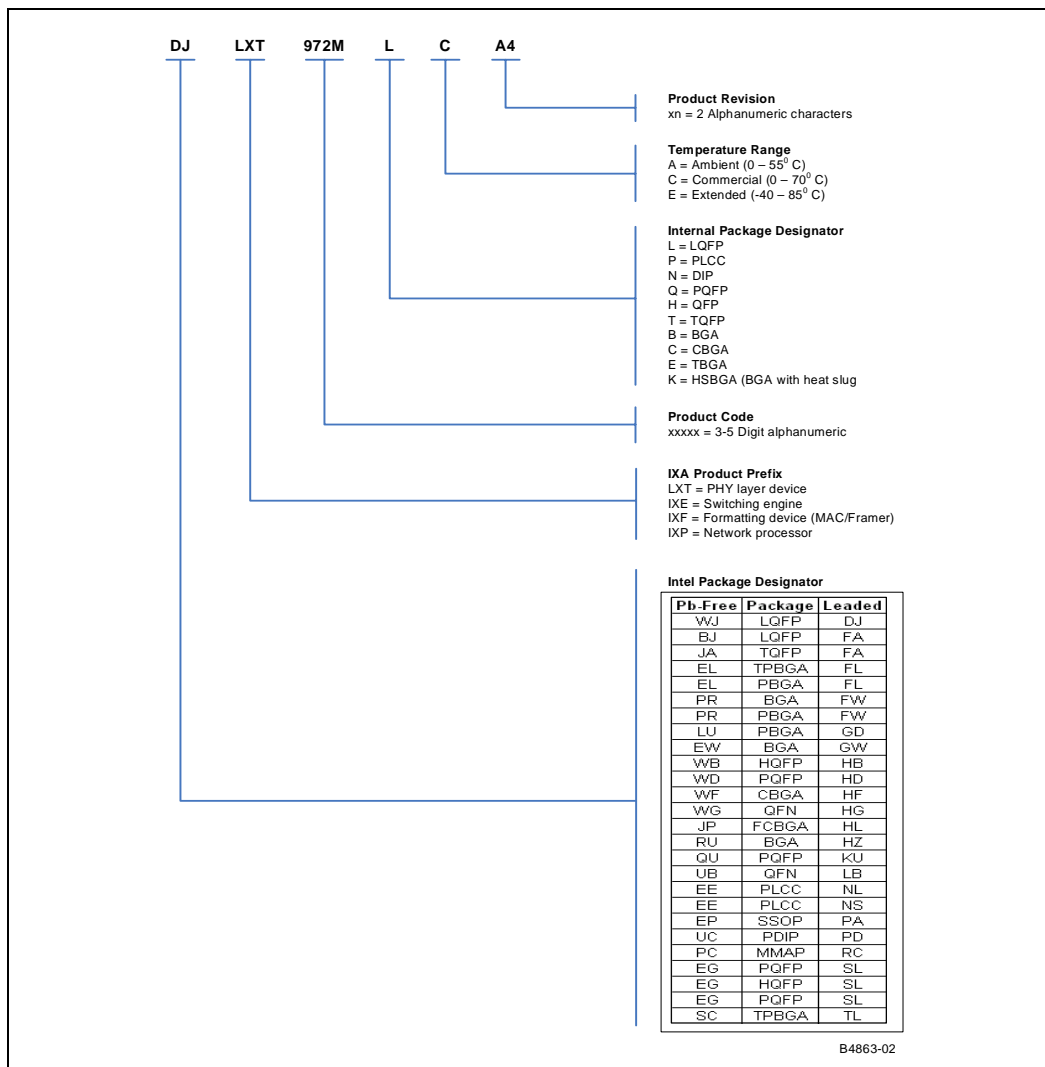 DJ LXT 972M L C A4
Product Revision
xn = 2 Alphanumeric characters
Temperature Range
A = Ambient (0 – 55⁰ C)
C = Commercial (0 – 70⁰ C)
E = Extended (-40 – 85⁰ C)
Internal Package Designator
L = LQFP
P = PLCC
N = DIP
Q = PQFP
H = QFP
T = TQFP
B = BGA
C = CBGA
E = TBGA
K = HSBGA (BGA with heat slug
Product Code
xxxxx = 3-5 Digit alphanumeric
IXA Product Prefix
LXT = PHY layer device
IXE = Switching engine
IXF = Formatting device (MAC/Framer)
IXP = Network processor
Intel Package Designator
Pb-Free Package Leaded
WJ LQFP DJ
BJ LQFP FA
JA TQFP FA
EL TPBGA FL
EL PBGA FL
PR BGA FW
PR PBGA FW
LU PBGA GD
EW BGA GW
WB HQFP HB
WD PQFP HD
WF CBGA HF
WG QFN HG
JP FCBGA HL
RU BGA HZ
QU PQFP KU
UB QFN LB
EE PLCC NL
EE PLCC NS
EP SSOP PA
UC PDIP PD
PC MMAP RC
EG PQFP SL
EG HQFP SL
EG PQFP SL
SC TPBGA TL
B4863-02